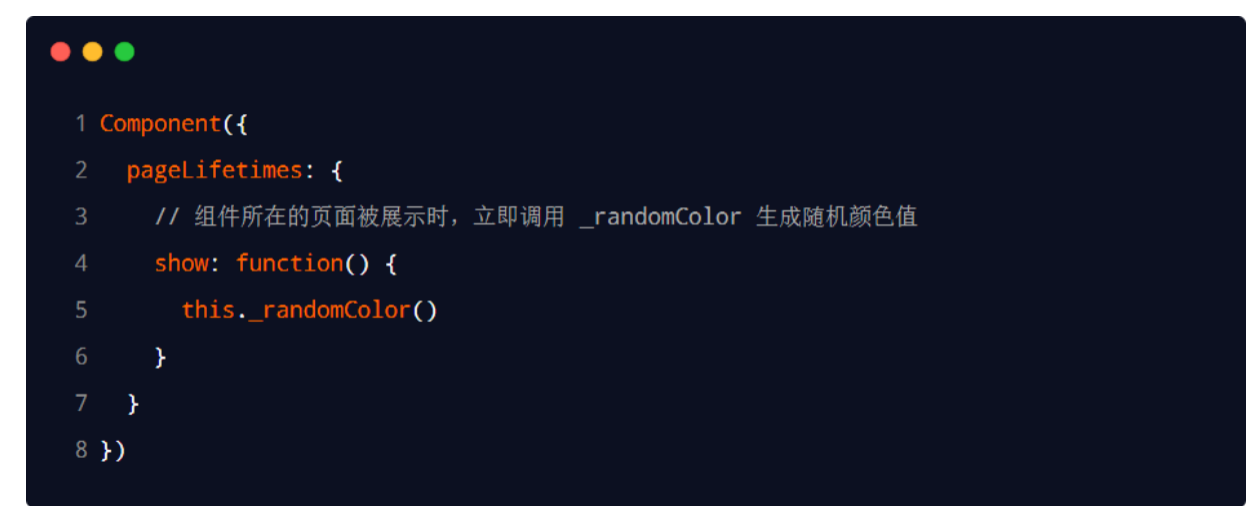 1 Component({
2   pageLifetimes: {
3     // 组件所在的页面被展示时，立即调用 _randomColor 生成随机颜色值
4     show: function() {
5       this._randomColor()
6     }
7   }
8 })